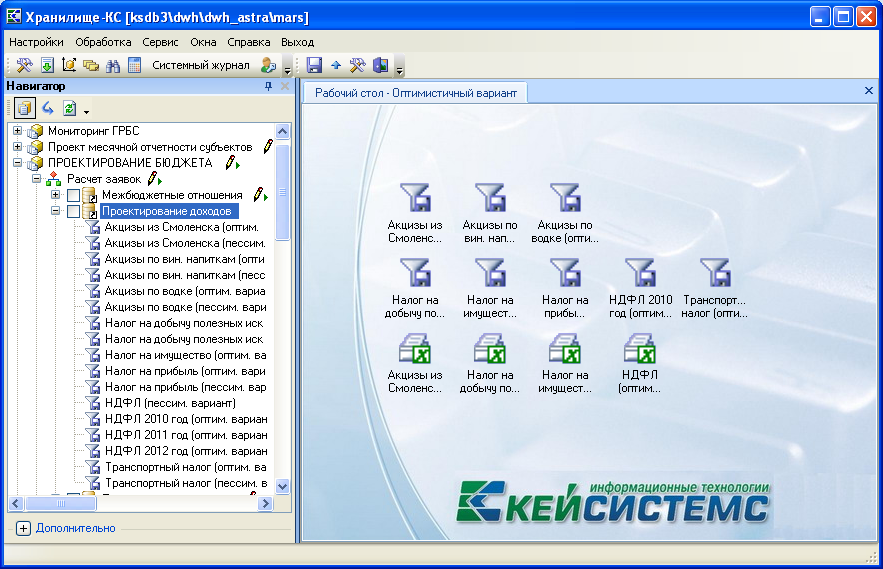 Хранилище-КС [ksdb3\dwh\dwh_astra\mars]
Настройки Обработка Сервис Окна Справка Выход
Системный журнал
Навигатор
Мониторинг ГРБС
Проект месячной отчетности субъектов
ПРОЕКТИРОВАНИЕ БЮДЖЕТА
Расчет заявок
Межбюджетные отношения
Проектирование доходов
Акцизы из Смоленска (оптим.
Акцизы из Смоленска (пессим.
Акцизы по вин. напиткам (опти
Акцизы по вин. напиткам (песс
Акцизы по водке (оптим. вариа
Акцизы по водке (пессим. вари
Налог на добычу полезных иск
Налог на добычу полезных иск
Налог на имущество (оптим. ва
Налог на прибыль (оптим. вари
Налог на прибыль (пессим. вар
НДФЛ (пессим. вариант)
НДФЛ 2010 год (оптим. вариан
НДФЛ 2011 год (оптим. вариан
НДФЛ 2012 год (оптим. вариан
Транспортный налог (оптим. ва
Транспортный налог (пессим. в
Дополнительно
Рабочий стол - Оптимистичный вариант
Акцизы из
Смоленс...
Акцизы по
вин. нап...
Акцизы по
водке (опти...
Налог на
добычу по...
Налог на
имущест...
Налог на
прибы...
НДФЛ 2010
год (оптим...
Транспорт...
налог (опти...
Акцизы из
Смоленс...
Налог на
добычу по...
Налог на
имущест...
НДФЛ
(оптим...
информационные технологии
КЕЙСИСТЕМС